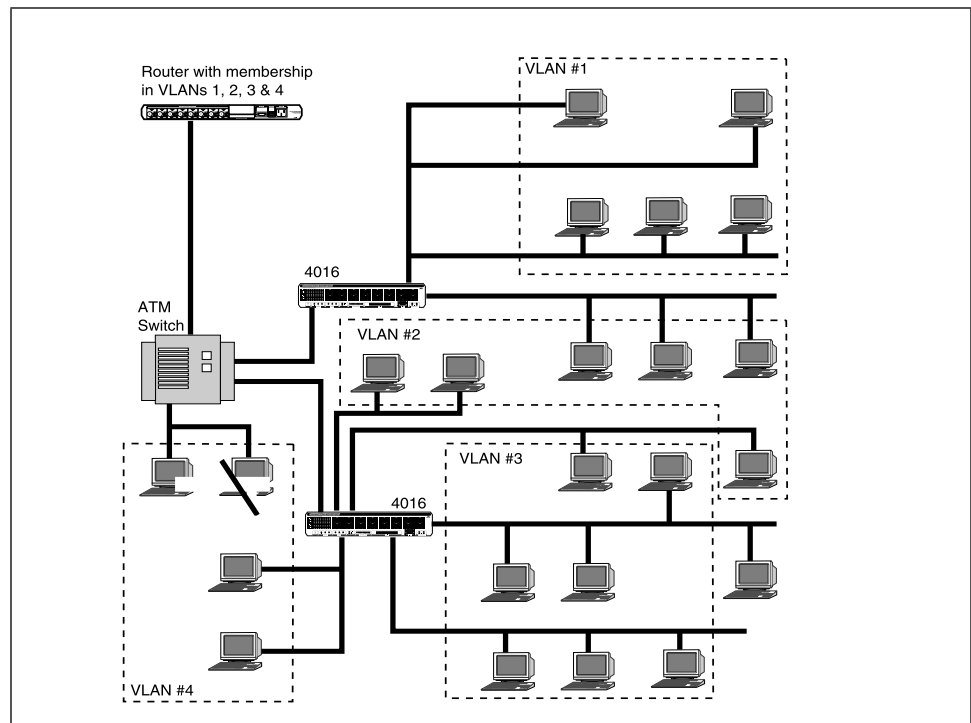 Router with membership
in VLANs 1, 2, 3 & 4
VLAN #1
4016
ATM
Switch
VLAN #2
VLAN #3
4016
VLAN #4